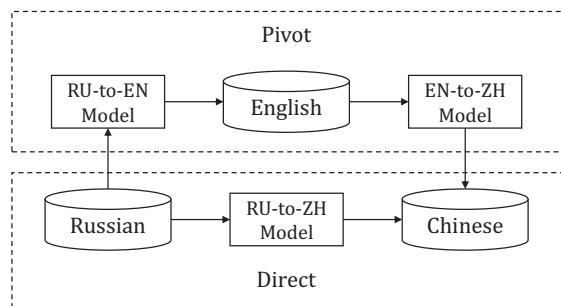 Pivot
RU-to-EN
Model
English
EN-to-ZH
Model
Russian
RU-to-ZH
Model
Chinese
Direct